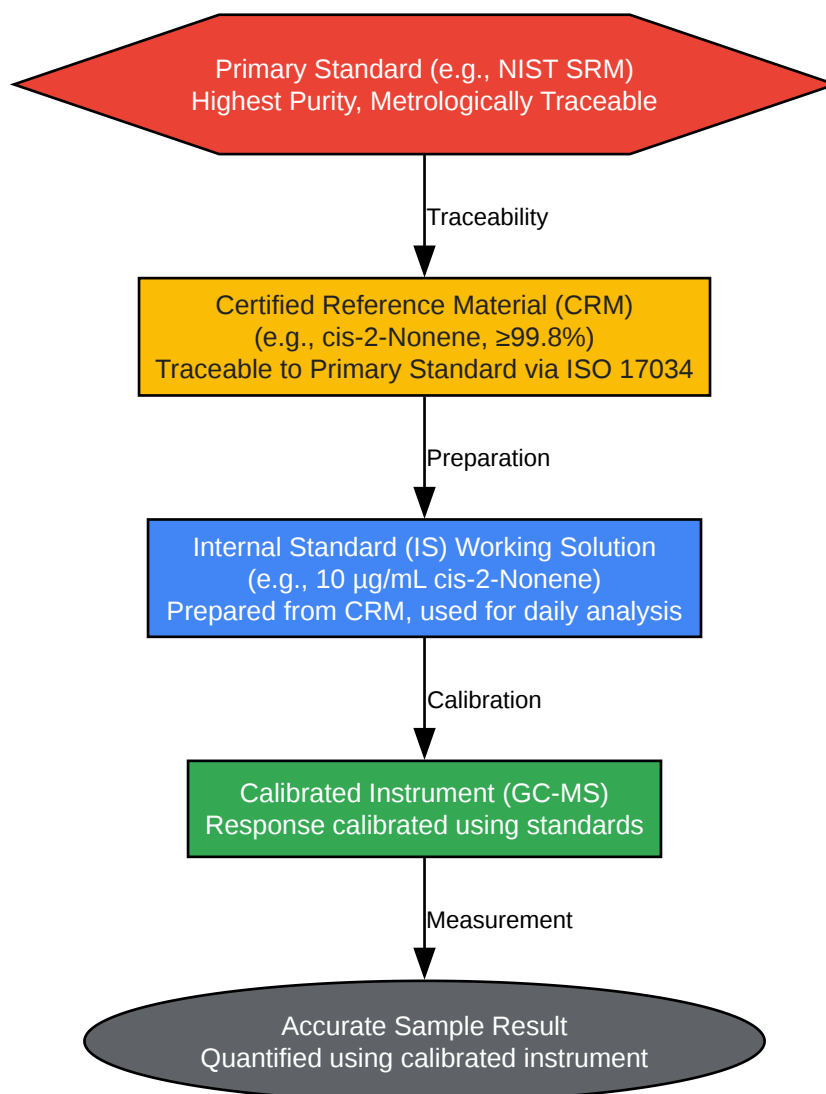 Primary Standard (e.g., NIST SRM)
Highest Purity, Metrologically Traceable
Traceability
Certified Reference Material (CRM)
(e.g., cis-2-Nonene, ≥99.8%)
Traceable to Primary Standard via ISO 17034
Preparation
Internal Standard (IS) Working Solution
(e.g., 10 µg/mL cis-2-Nonene)
Prepared from CRM, used for daily analysis
Calibration
Calibrated Instrument (GC-MS)
Response calibrated using standards
Measurement
Accurate Sample Result
Quantified using calibrated instrument